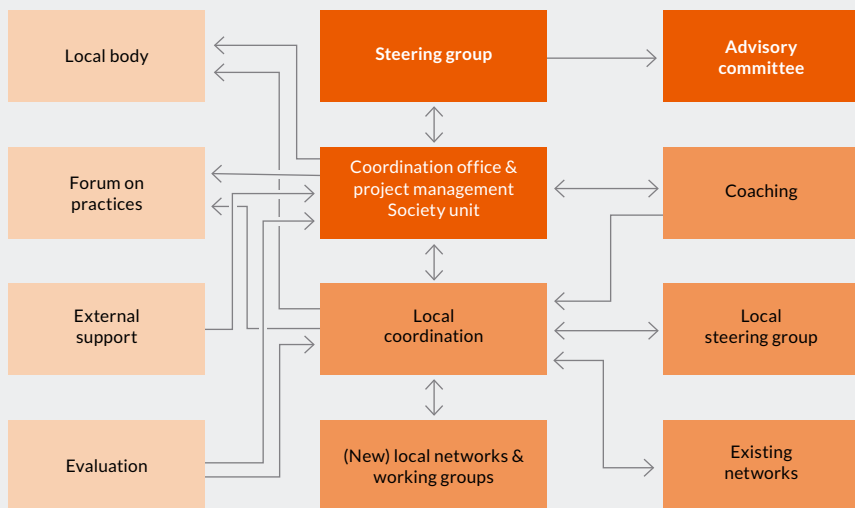 Local body
Steering group
Advisory
committee
Forum on
practices
Coordination office &
project management
Society unit
Coaching
External
support
Local
coordination
Local
steering group
Evaluation
(New) local networks &
working groups
Existing
networks